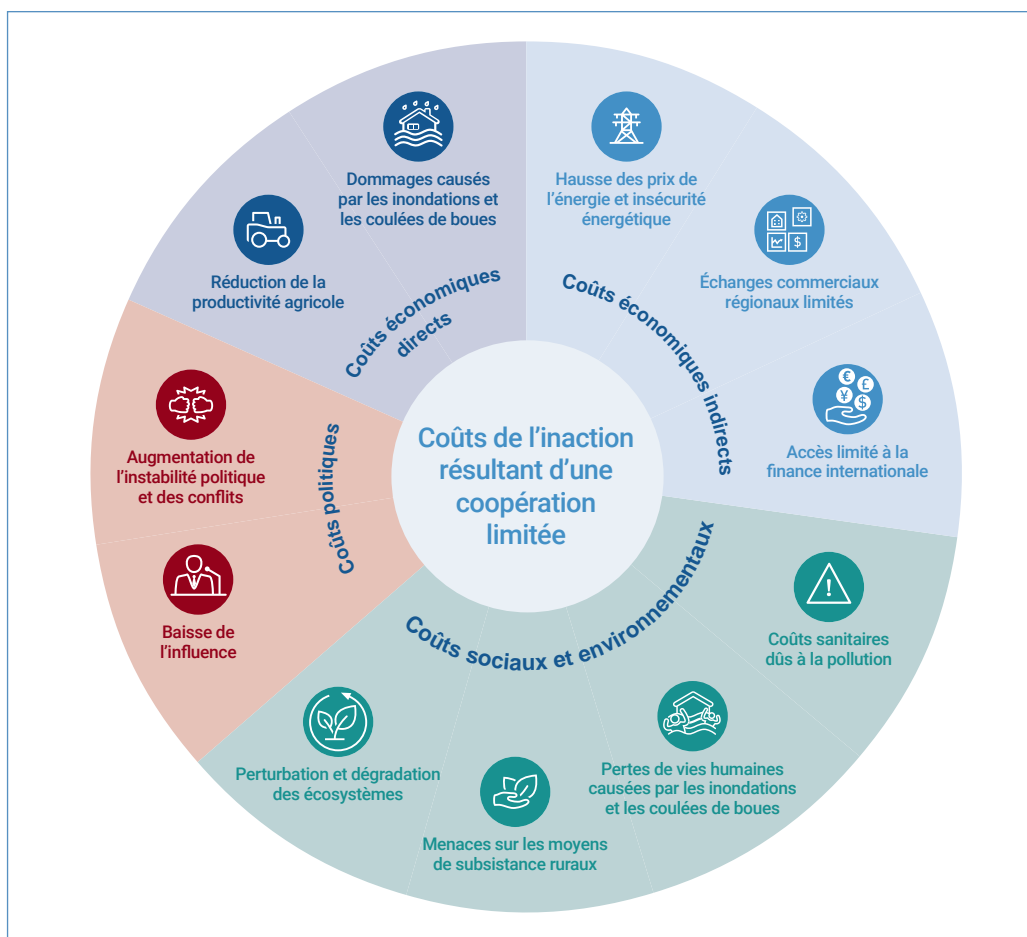 Dommages causés
par les inondations et
les coulées de boues
Réduction de la
productivité agricole
Coûts économiques
directs
Hausse des prix de
l’énergie et insécurité
énergétique
Échanges commerciaux
régionaux limités
Accès limité à la
finance internationale
Coûts économiques indirects
Coûts de l’inaction
résultant d’une
coopération
limitée
Augmentation de
l’instabilité politique
et des conflits
Baisse de
l’influence
Coûts politiques
Coûts sociaux et environnementaux
Coûts sanitaires
dûs à la pollution
Pertes de vies humaines
causées par les inondations
et les coulées de boues
Menaces sur les moyens
de subsistance ruraux
Perturbation et dégradation
des écosystèmes